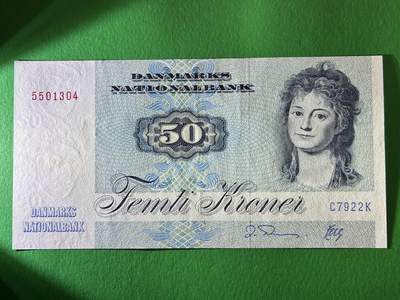 DANMARKS
NATIONALBANK
5501304
50
Femti Kroner
DANMARKS
NATIONALBANK
C7922K